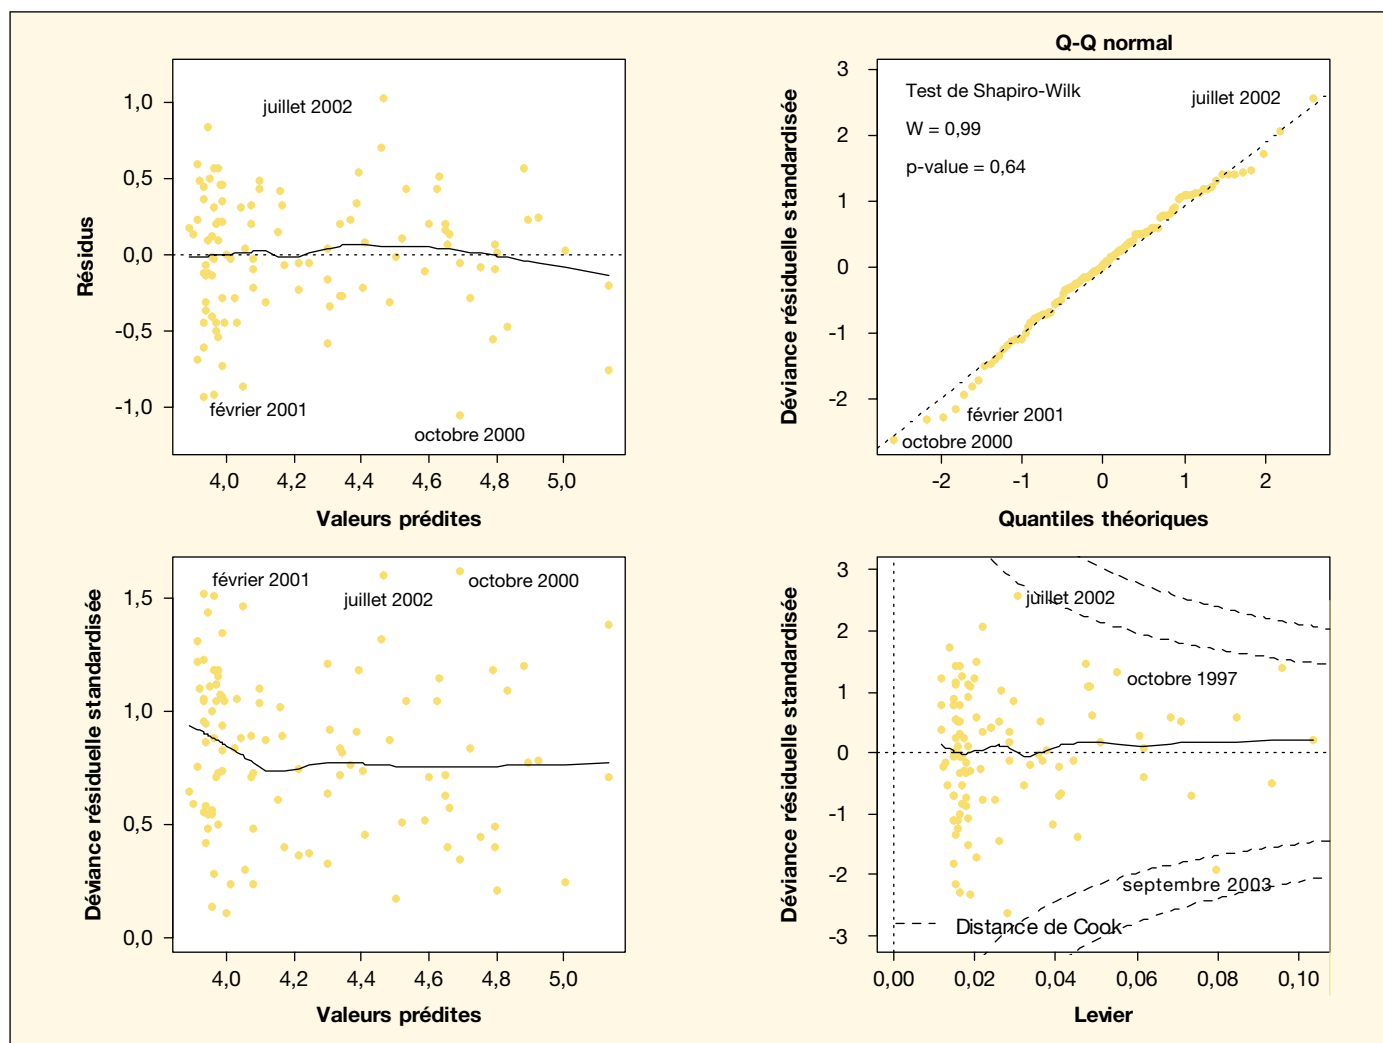 juillet 2002
février 2001
octobre 2000
Résidus
1,0
0,5
0,0
-0,5
-1,0
4,0 4,2 4,4 4,6 4,8 5,0
Valeurs prédites
Q-Q normal
Test de Shapiro-Wilk
W = 0,99
p-value = 0,64
juillet 2002
février 2001
octobre 2000
Déviance résiduelle standardisée
3
2
1
0
-1
-2
-2 -1 0 1 2
Quantiles théoriques
février 2001
juillet 2002
octobre 2000
Déviance résiduelle standardisée
1,5
1,0
0,5
0,0
4,0 4,2 4,4 4,6 4,8 5,0
Valeurs prédites
juillet 2002
octobre 1997
septembre 2003
Distance de Cook
Déviance résiduelle standardisée
3
2
1
0
-1
-2
-3
0,00 0,02 0,04 0,06 0,08 0,10
Levier